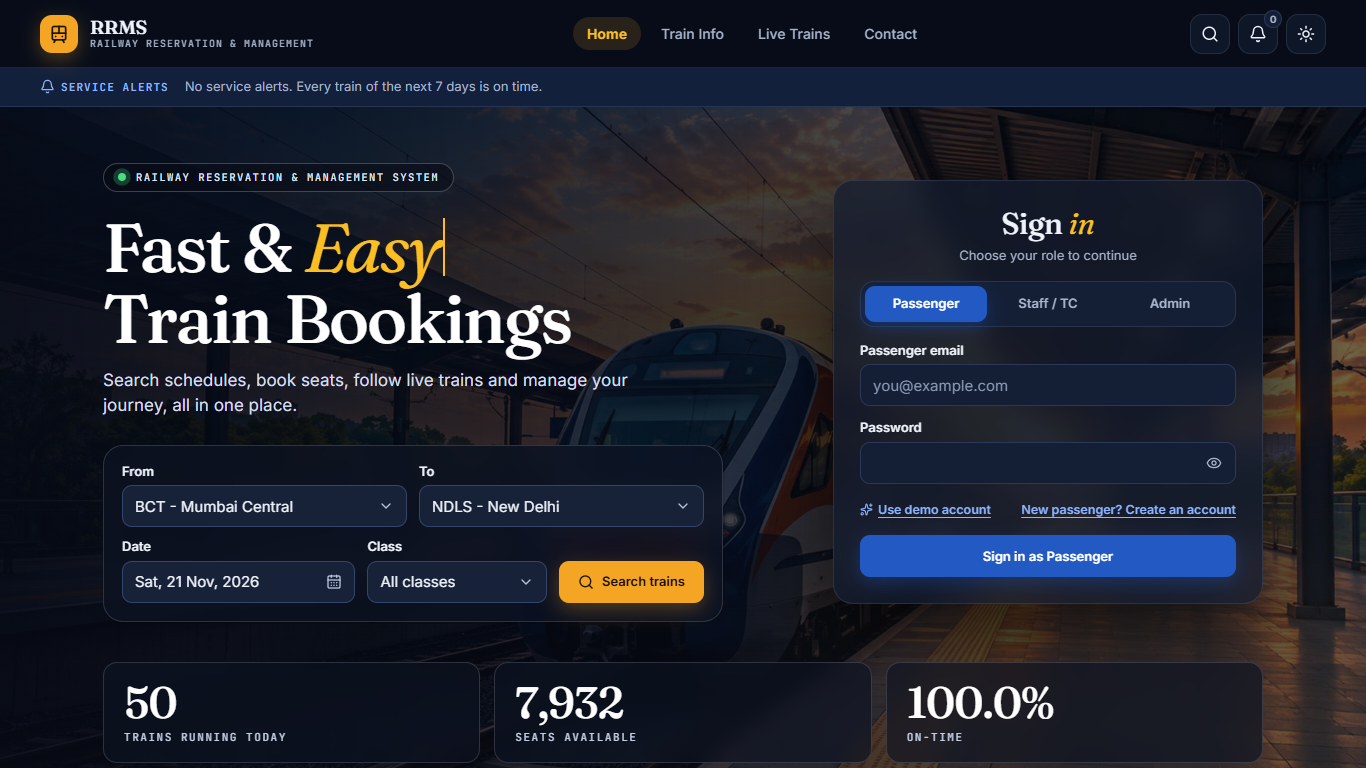 RRMS
RAILWAY RESERVATION & MANAGEMENT
Home Train Info Live Trains Contact
0
SERVICE ALERTS No service alerts. Every train of the next 7 days is on time.
RAILWAY RESERVATION & MANAGEMENT SYSTEM
Fast & Easy
Train Bookings
Search schedules, book seats, follow live trains and manage your
journey, all in one place.
From To
BCT - Mumbai Central NDLS - New Delhi
Date Class
Sat, 21 Nov, 2026 All classes Search trains
Sign in
Choose your role to continue
Passenger Staff / TC Admin
Passenger email
you@example.com
Password
Use demo account New passenger? Create an account
Sign in as Passenger
50 7,932 100.0%
TRAINS RUNNING TODAY SEATS AVAILABLE ON-TIME